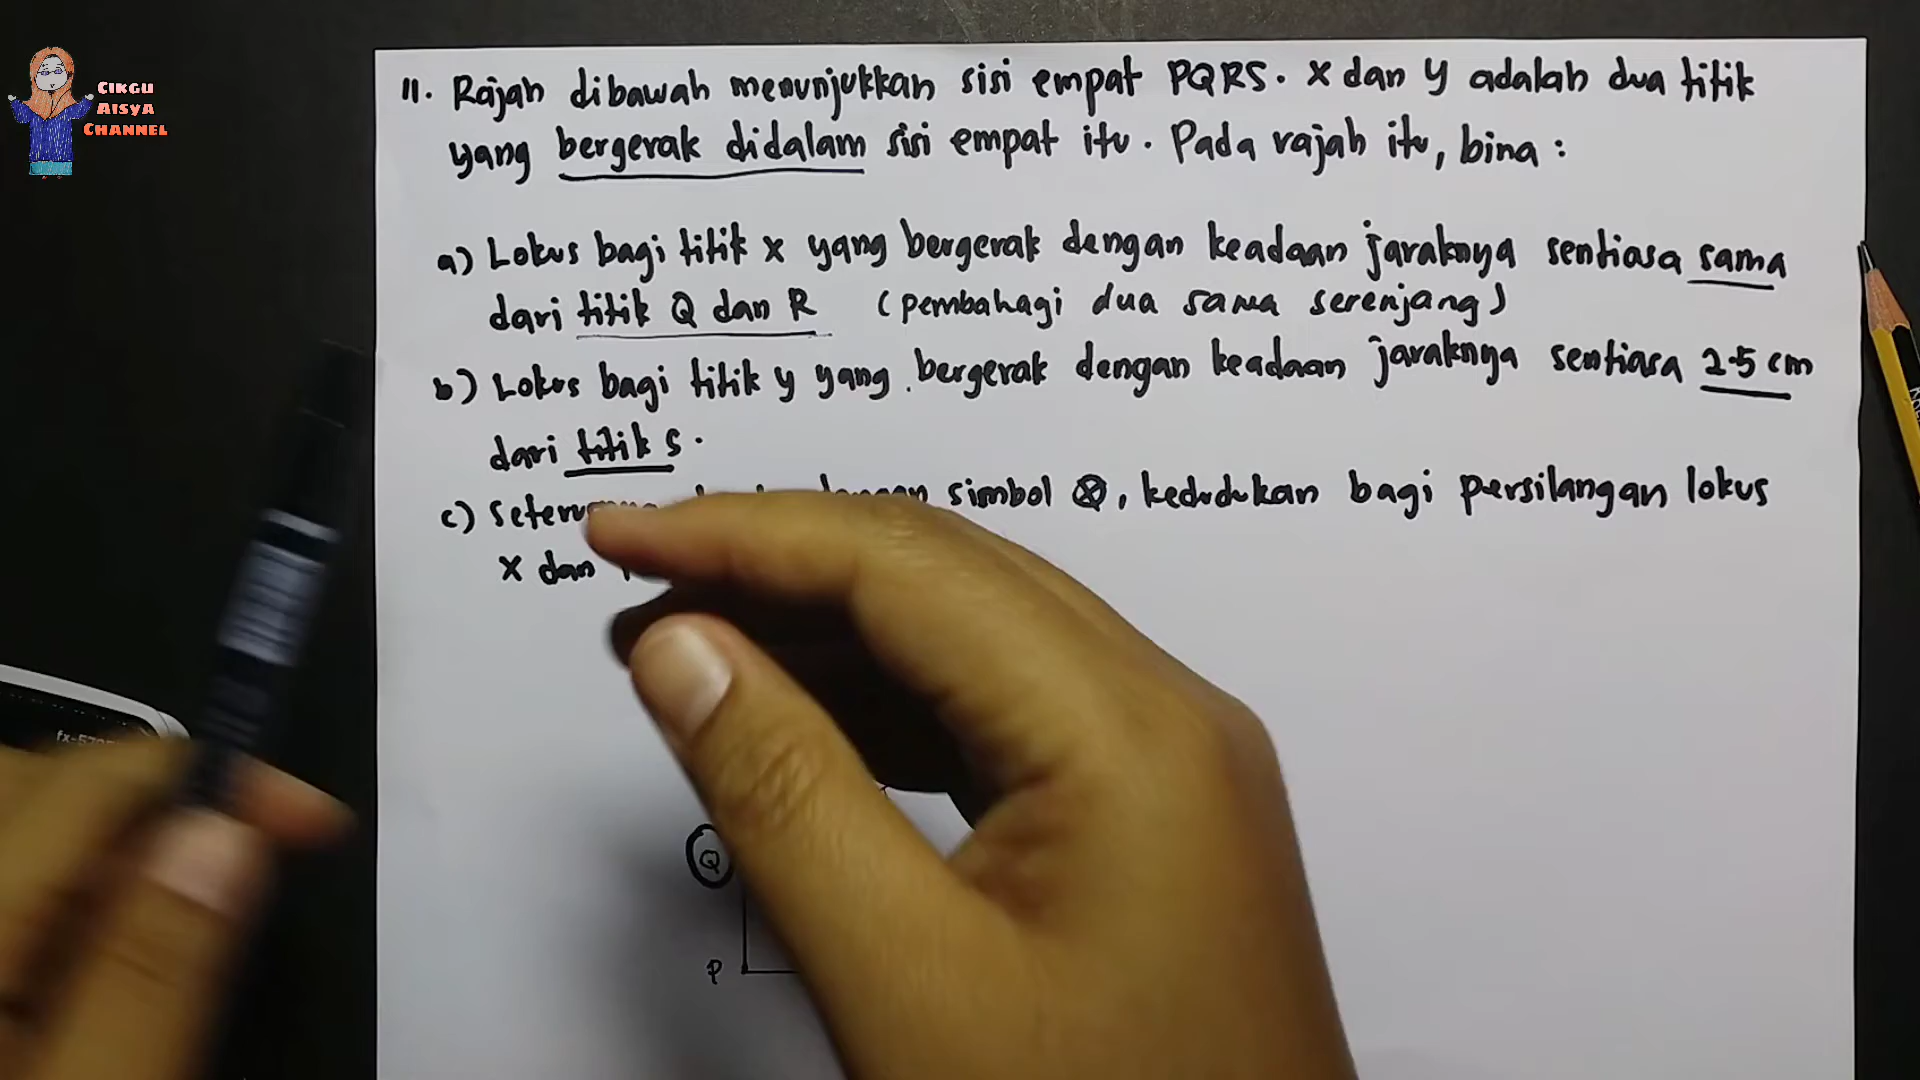 CIKGU
AISYA
CHANNEL
11. Rajah dibawah menunjukkan sisi empat PQRS. X dan Y adalah dua titik
yang bergerak didalam sisi empat itu. Pada rajah itu, bina :
a) Lokus bagi titik X yang bergerak dengan keadaan jaraknya sentiasa sama
dari titik Q dan R (pembahagi dua sama serenjang)
b) Lokus bagi titik y yang bergerak dengan keadaan jaraknya sentiasa 2.5 cm
dari titik S.
c) simbol ⊗, kedudukan bagi persilangan lokus
X dan
Q
P